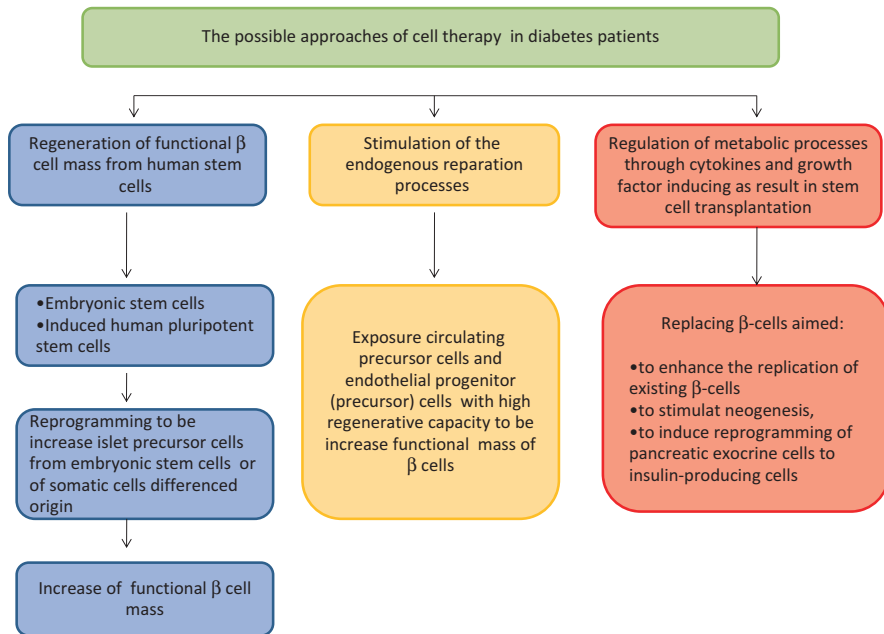 The possible approaches of cell therapy in diabetes patients
Regeneration of functional β
cell mass from human stem
cells
Stimulation of the
endogenous reparation
processes
Regulation of metabolic processes
through cytokines and growth
factor inducing as result in stem
cell transplantation
•Embryonic stem cells
•Induced human pluripotent
stem cells
Reprogramming to be
increase islet precursor cells
from embryonic stem cells or
of somatic cells differenced
origin
Increase of functional β cell
mass
Exposure circulating
precursor cells and
endothelial progenitor
(precursor) cells with high
regenerative capacity to be
increase functional mass of
β cells
Replacing β-cells aimed:
•to enhance the replication of
existing β-cells
•to stimulat neogenesis,
•to induce reprogramming of
pancreatic exocrine cells to
insulin-producing cells